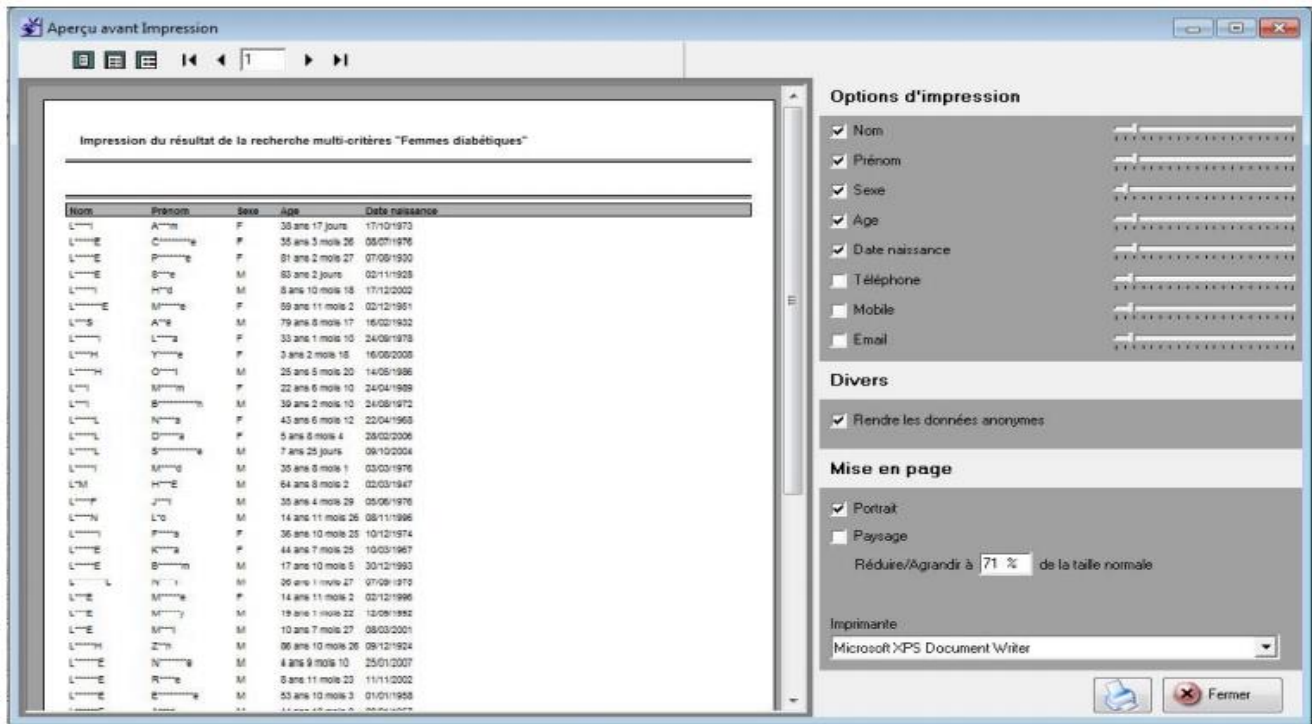 Aperçu avant Impression
1
Impression du résultat de la recherche multi-critères "Femmes diabétiques"
Nom Prénom Sexe Age Date naissance
F 38 ans 17 jours 17/10/1973
F 35 ans 3 mois 26 08/07/1976
F 81 ans 2 mois 27 07/08/1930
M 83 ans 2 jours 02/11/1928
M 8 ans 10 mois 18 17/12/2002
F 59 ans 11 mois 2 02/12/1951
M 79 ans 8 mois 17 16/02/1932
F 33 ans 1 mois 10 24/09/1978
F 3 ans 2 mois 18 16/08/2008
M 25 ans 5 mois 20 14/05/1986
F 22 ans 6 mois 10 24/04/1989
M 39 ans 2 mois 10 24/08/1972
F 43 ans 6 mois 12 22/04/1968
F 5 ans 8 mois 4 28/02/2006
M 7 ans 25 jours 09/10/2004
M 35 ans 8 mois 1 03/03/1976
M 64 ans 8 mois 2 02/03/1947
M 35 ans 4 mois 29 05/06/1976
M 14 ans 11 mois 26 08/11/1996
F 36 ans 10 mois 25 10/12/1974
F 44 ans 7 mois 25 10/03/1967
M 17 ans 10 mois 5 30/12/1993
M
F 14 ans 11 mois 2 02/12/1996
M 19 ans 1 mois 22
M 10 ans 7 mois 27 08/03/2001
M 86 ans 10 mois 26 09/12/1924
M 4 ans 9 mois 10 25/01/2007
M 8 ans 11 mois 23 11/11/2002
M 53 ans 10 mois 3 01/01/1958
Options d'impression
Nom
Prénom
Sexe
Age
Date naissance
Téléphone
Mobile
Email
Divers
Rendre les données anonymes
Mise en page
Portrait
Paysage
Réduire/Agrandir à 71 % de la taille normale
Imprimante
Microsoft XPS Document Writer
Fermer